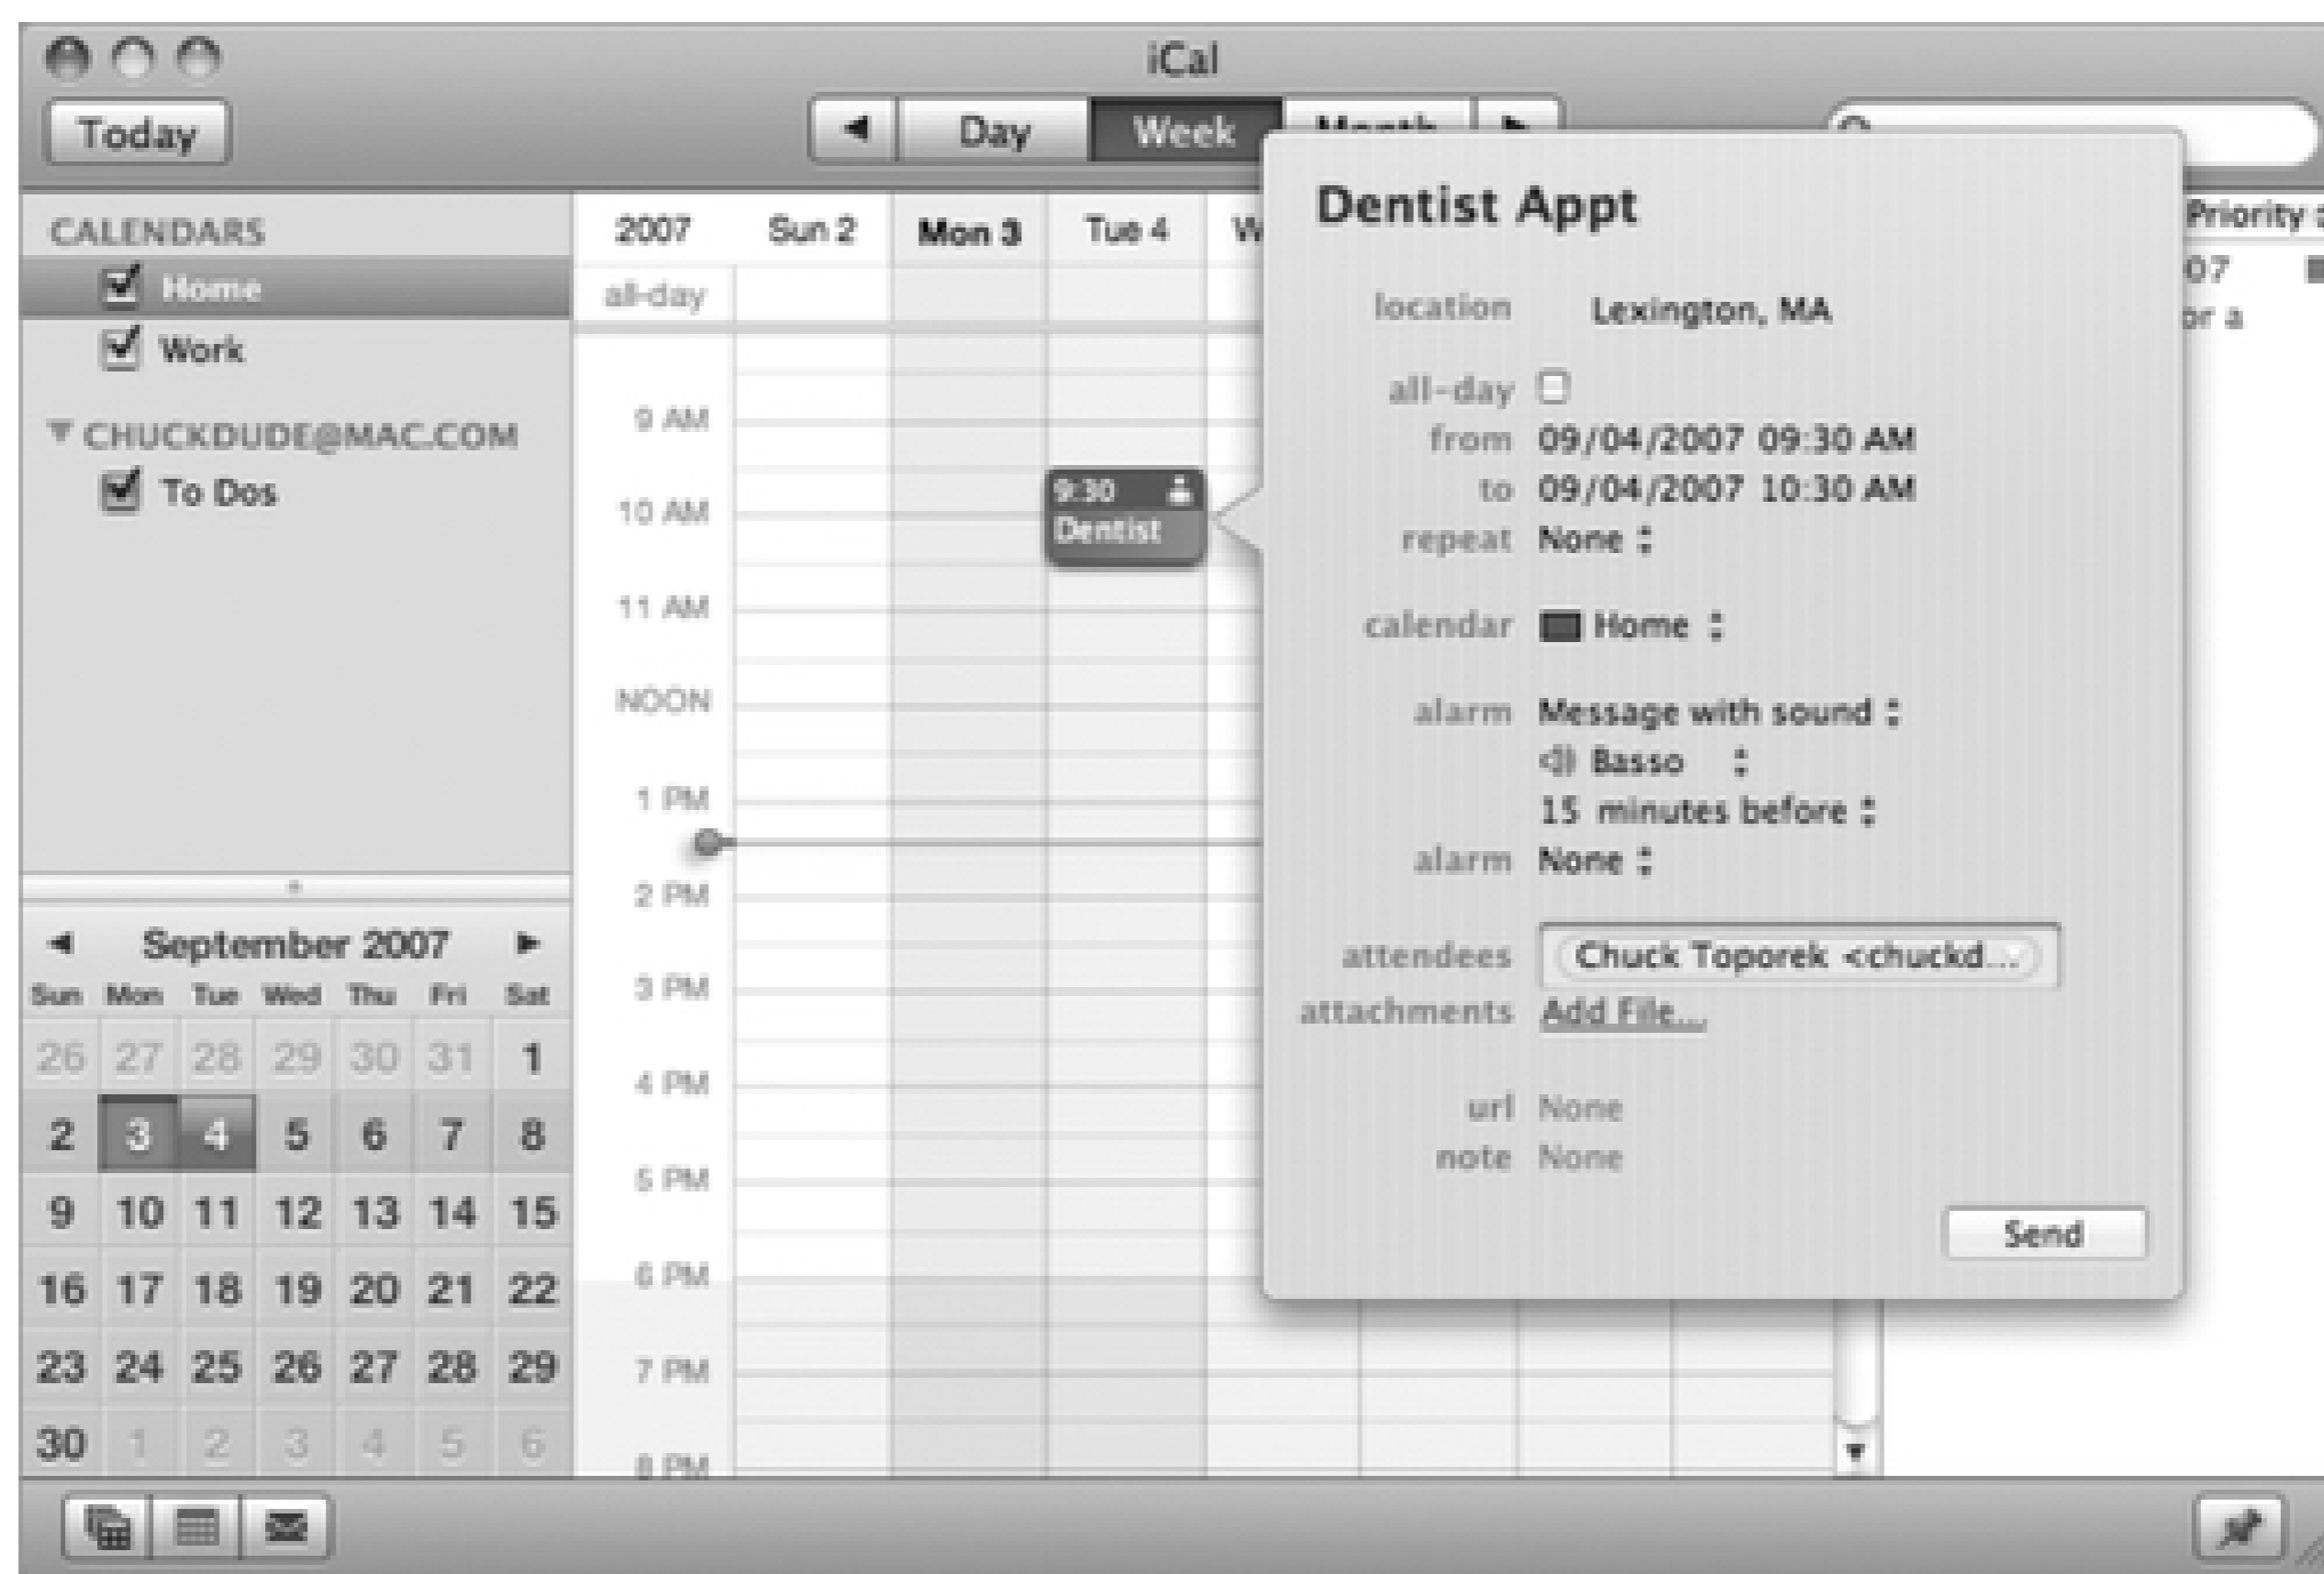 iCal
Today
Day Week Month
CALENDARS
Home
Work
CHUCKDUDE@MAC.COM
To Dos
September 2007
Sun Mon Tue Wed Thu Fri Sat
26 27 28 29 30 31 1
2 3 4 5 6 7 8
9 10 11 12 13 14 15
16 17 18 19 20 21 22
23 24 25 26 27 28 29
30 1 2 3 4 5 6
2007 Sun 2 Mon 3 Tue 4 W
all-day
9 AM
10 AM
11 AM
NOON
1 PM
2 PM
3 PM
4 PM
5 PM
6 PM
7 PM
8 PM
9:30
Dentist
Dentist Appt
location Lexington, MA
all-day
from 09/04/2007 09:30 AM
to 09/04/2007 10:30 AM
repeat None
calendar Home
alarm Message with sound
Basso
15 minutes before
alarm None
attendees Chuck Toporek <chuckd...
attachments Add File...
url None
note None
Send
Priority
07
or a